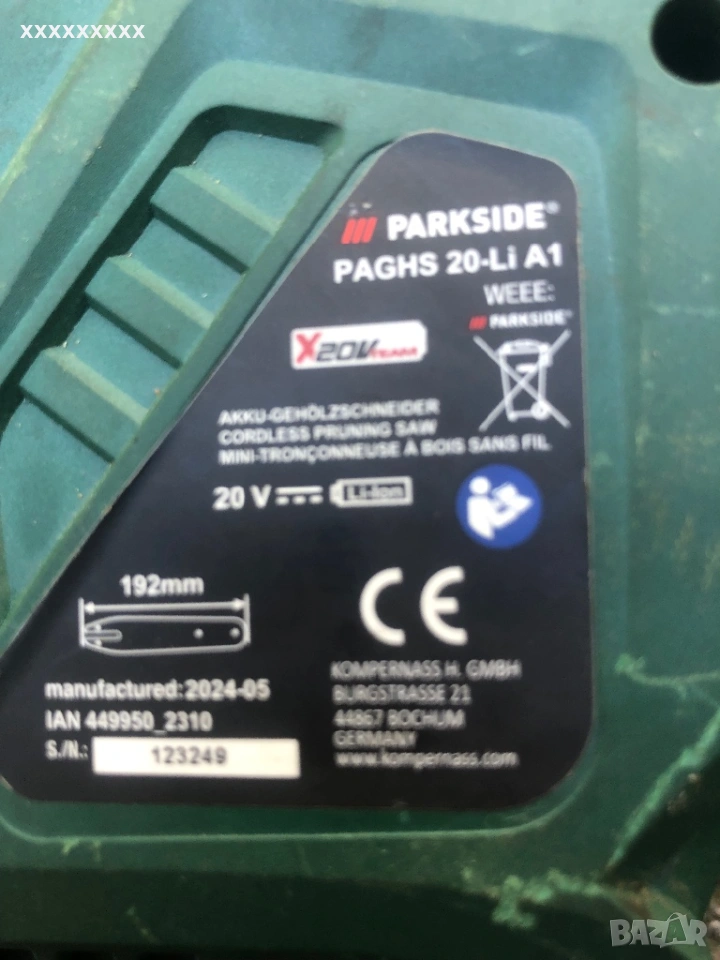 xxxxxxxxx
PARKSIDE®
PAGHS 20-Li A1
WEEE:
PARKSIDE®
X20V TEAM
AKKU-GEHÖLZSCHNEIDER
CORDLESS PRUNING SAW
MINI-TRONÇONNEUSE À BOIS SANS FIL
20 V Li-Ion
192mm
CE
manufactured: 2024-05
IAN 449950_2310
S./N.: 123249
KOMPERNASS H. GMBH
BURGSTRASSE 21
44867 BOCHUM
GERMANY
www.kompernass.com
BAZAR